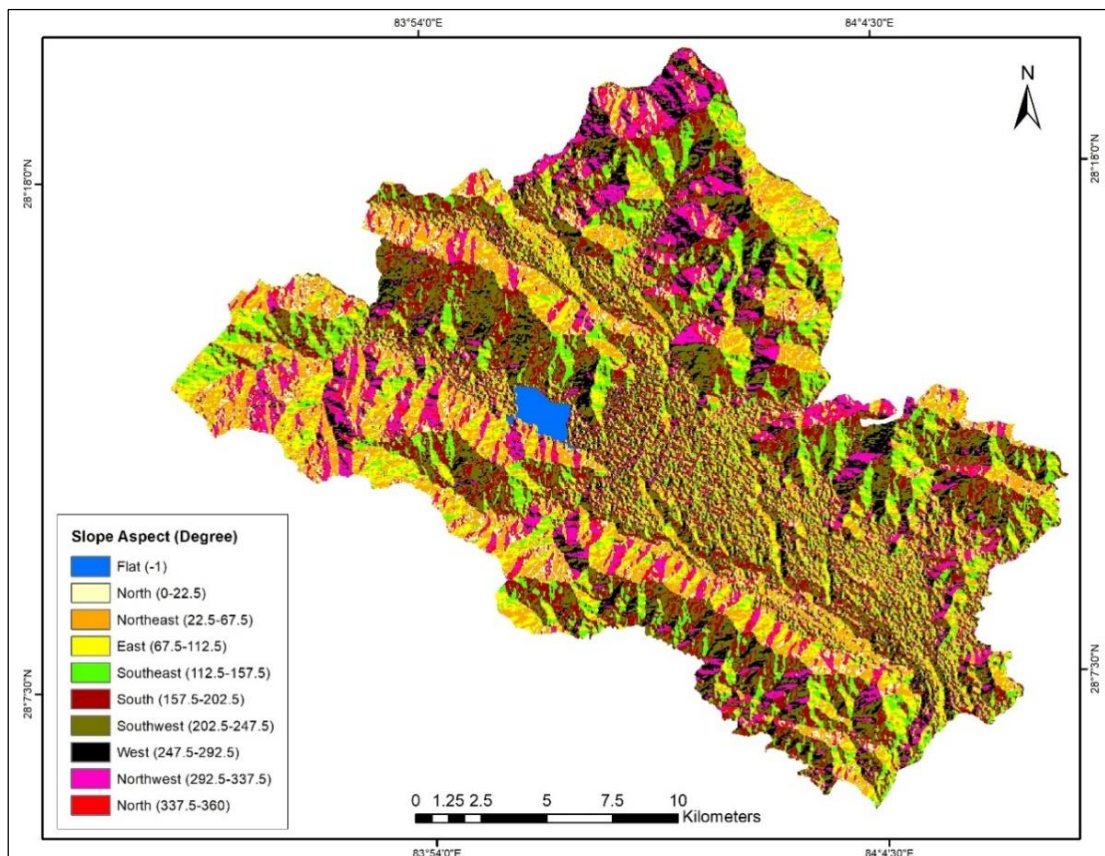 83°54'0"E 84°4'30"E
N
28°18'0"N 28°18'0"N
Slope Aspect (Degree)
Flat (-1)
North (0-22.5)
Northeast (22.5-67.5)
East (67.5-112.5)
Southeast (112.5-157.5)
South (157.5-202.5)
Southwest (202.5-247.5)
West (247.5-292.5)
Northwest (292.5-337.5)
North (337.5-360)
28°7'30"N 28°7'30"N
0 1.25 2.5 5 7.5 10
Kilometers
83°54'0"E 84°4'30"E